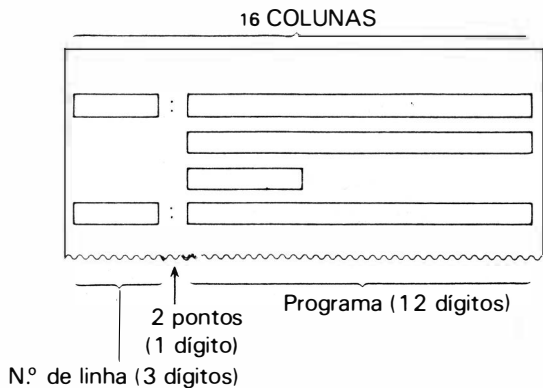 16 COLUNAS
:
:
Programa (12 dígitos)
2 pontos
(1 dígito)
N.º de linha (3 dígitos)